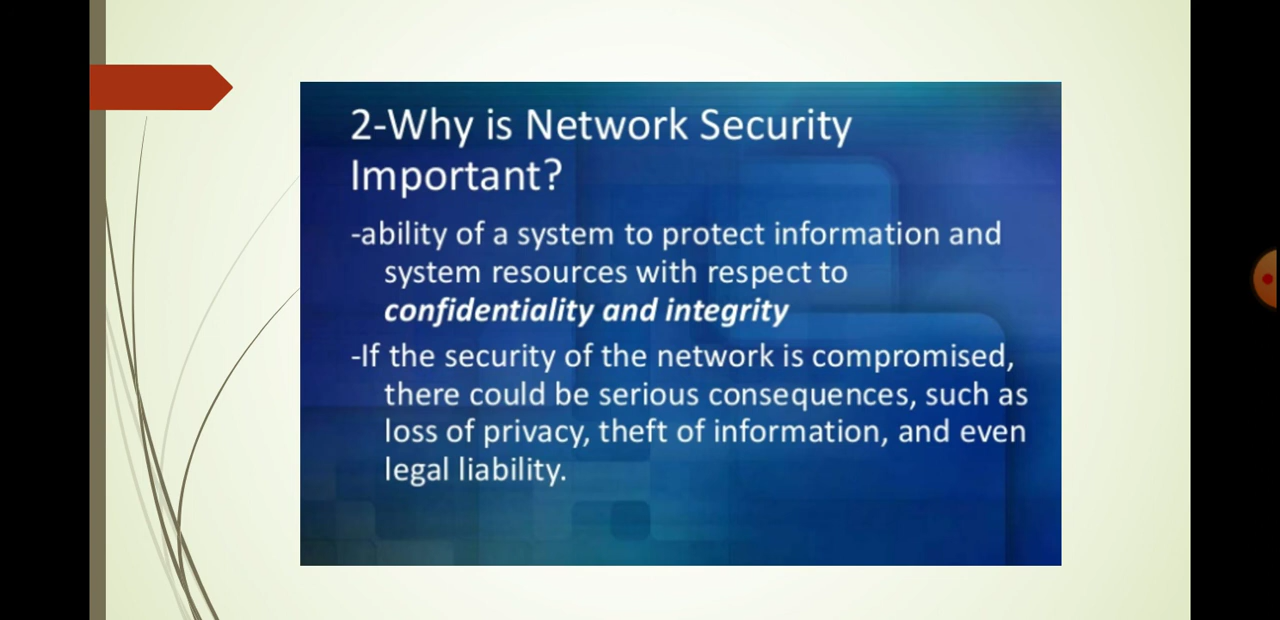 2-Why is Network Security
Important?
-ability of a system to protect information and
system resources with respect to
confidentiality and integrity
-If the security of the network is compromised,
there could be serious consequences, such as
loss of privacy, theft of information, and even
legal liability.